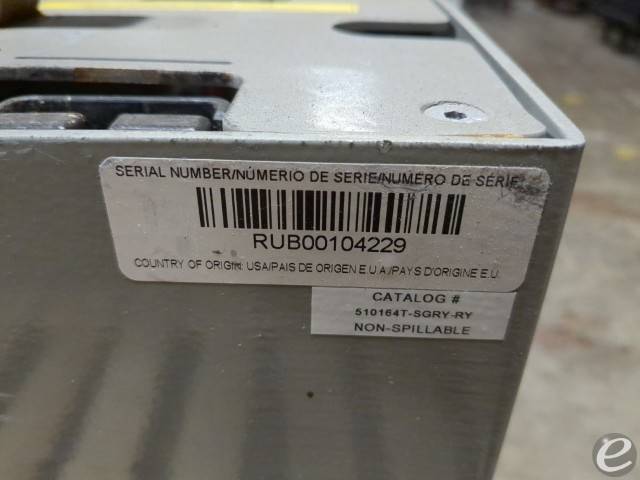 SERIAL NUMBER/NÚMERIO DE SERIE/NUMERO DE SÉRIE
RUB00104229
COUNTRY OF ORIGIN: USA/PAIS DE ORIGEN E.U.A./PAYS D'ORIGINE E.U.
CATALOG #
510164T-SGRY-RY
NON-SPILLABLE
e